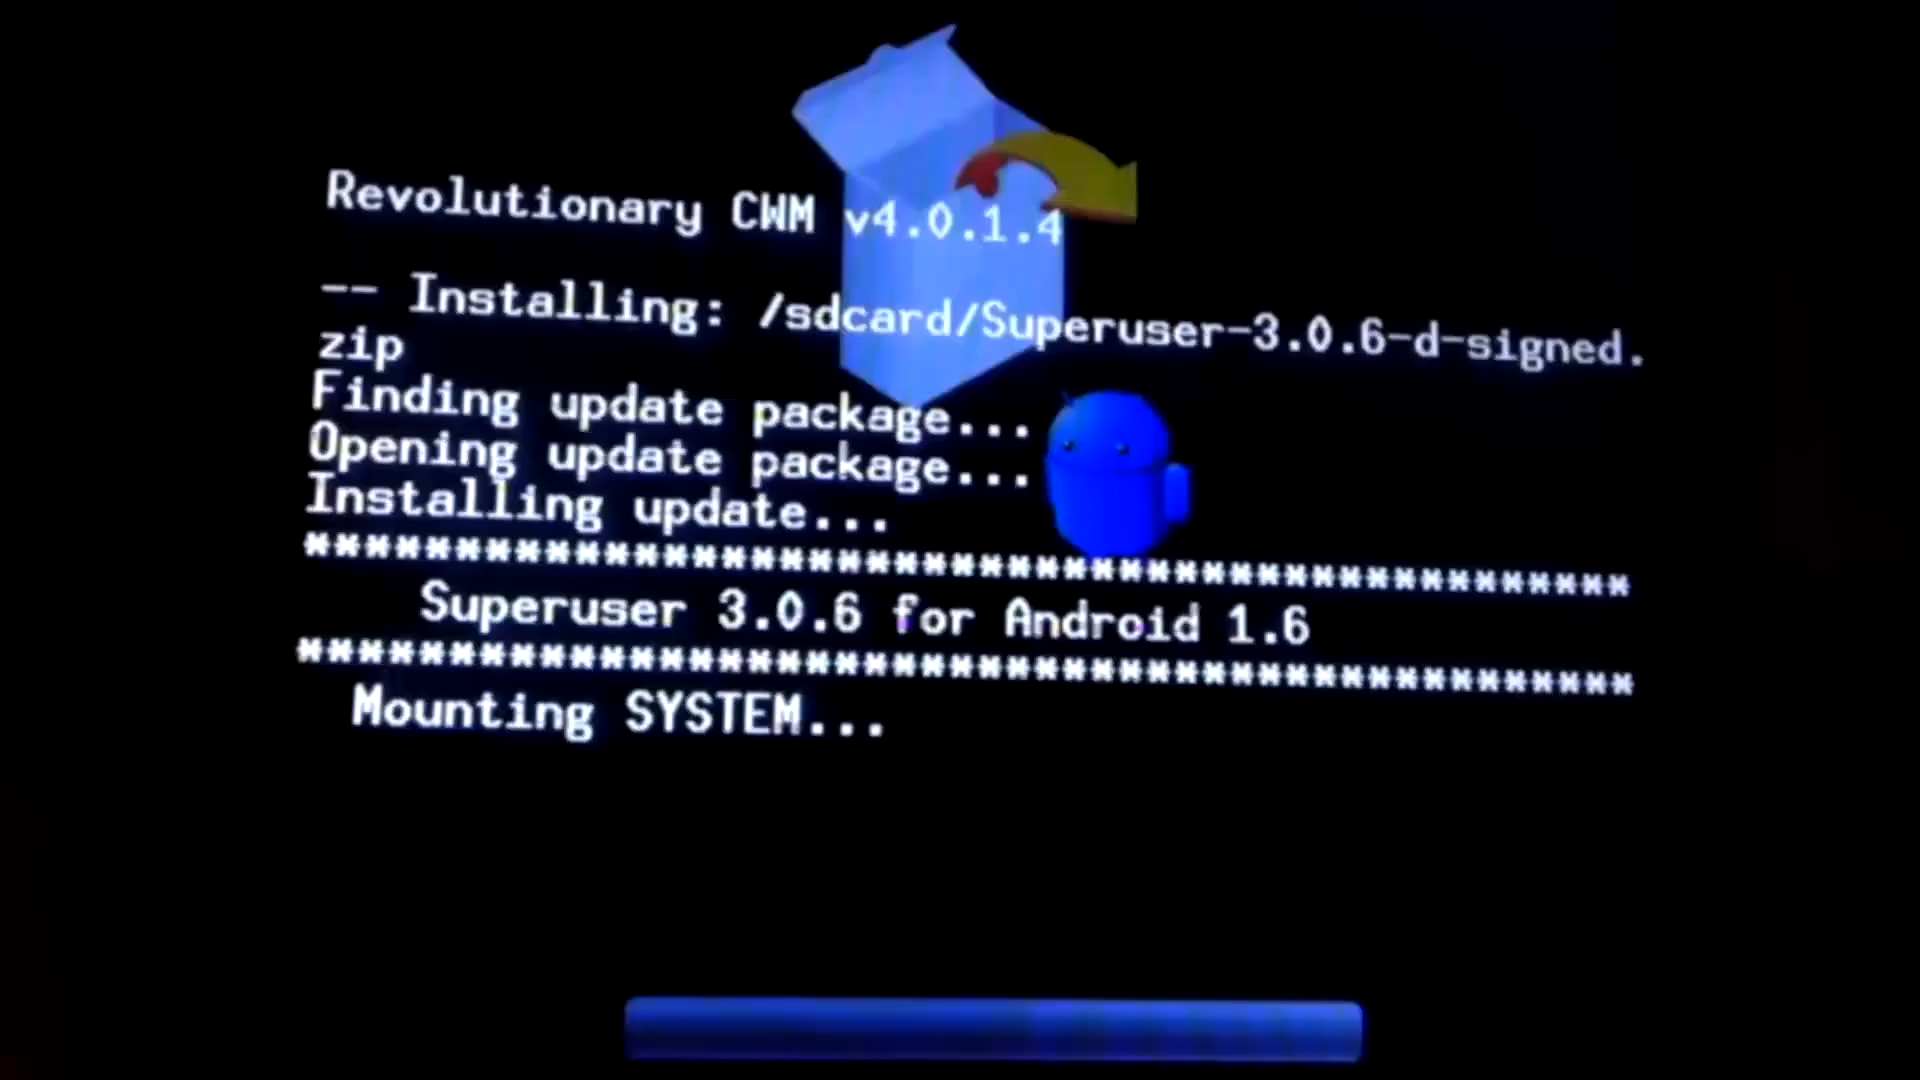 Revolutionary CWM v4.0.1.4
-- Installing: /sdcard/Superuser-3.0.6-d-signed.
zip
Finding update package...
Opening update package...
Installing update...
*********************************************
Superuser 3.0.6 for Android 1.6
*********************************************
Mounting SYSTEM...